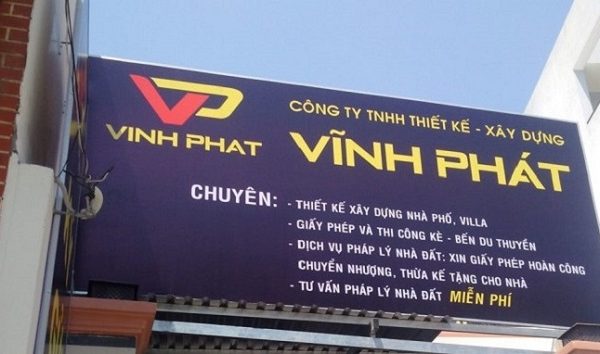 VINH PHAT
CÔNG TY TNHH THIẾT KẾ - XÂY DỰNG
VĨNH PHÁT
CHUYÊN:
- THIẾT KẾ XÂY DỰNG NHÀ PHỐ, VILLA
- GIẤY PHÉP VÀ THI CÔNG KÈ - BẾN DU THUYỀN
- DỊCH VỤ PHÁP LÝ NHÀ ĐẤT: XIN GIẤY PHÉP HOÀN CÔNG
CHUYỂN NHƯỢNG, THỪA KẾ TẶNG CHO NHÀ
- TƯ VẤN PHÁP LÝ NHÀ ĐẤT MIỄN PHÍ